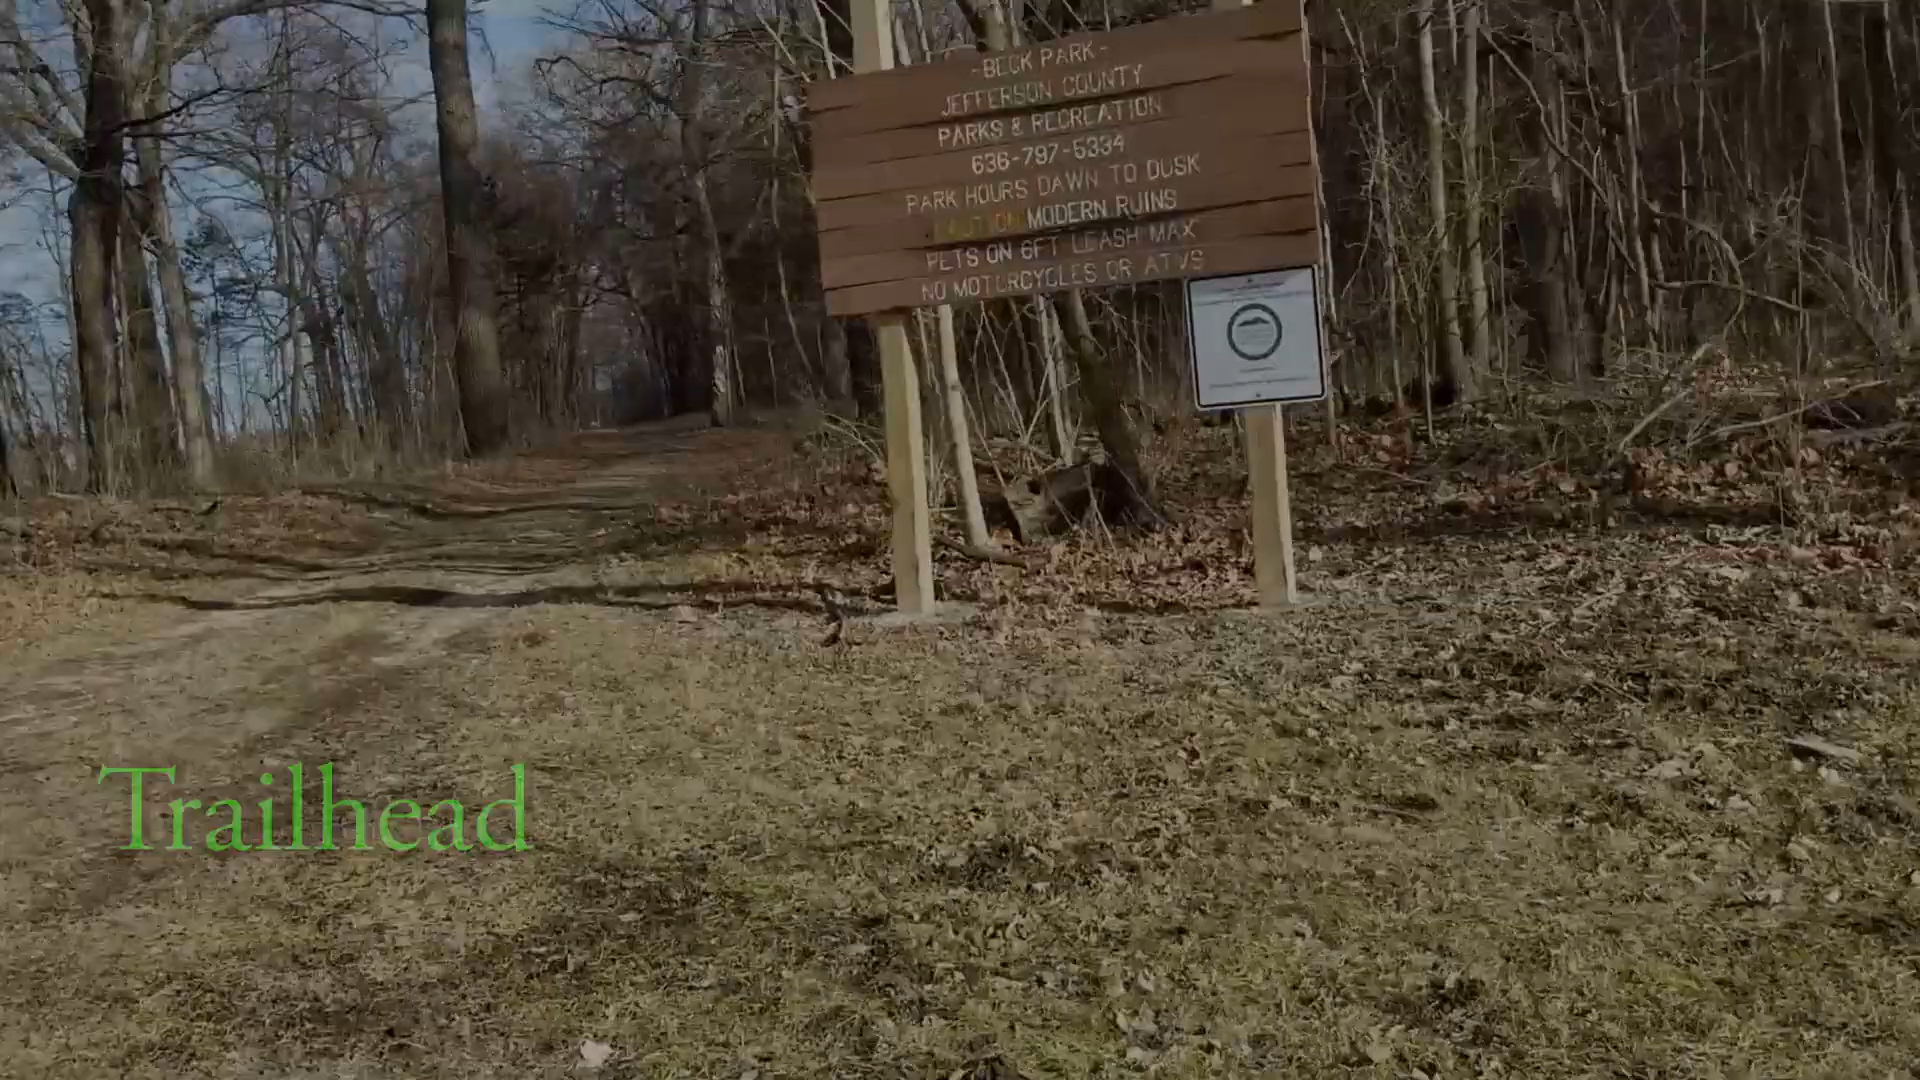 -BECK PARK-
JEFFERSON COUNTY
PARKS & RECREATION
636-797-5334
PARK HOURS DAWN TO DUSK
CAUTION MODERN RUINS
PETS ON 6FT LEASH MAX
NO MOTORCYCLES OR ATVS
Trailhead